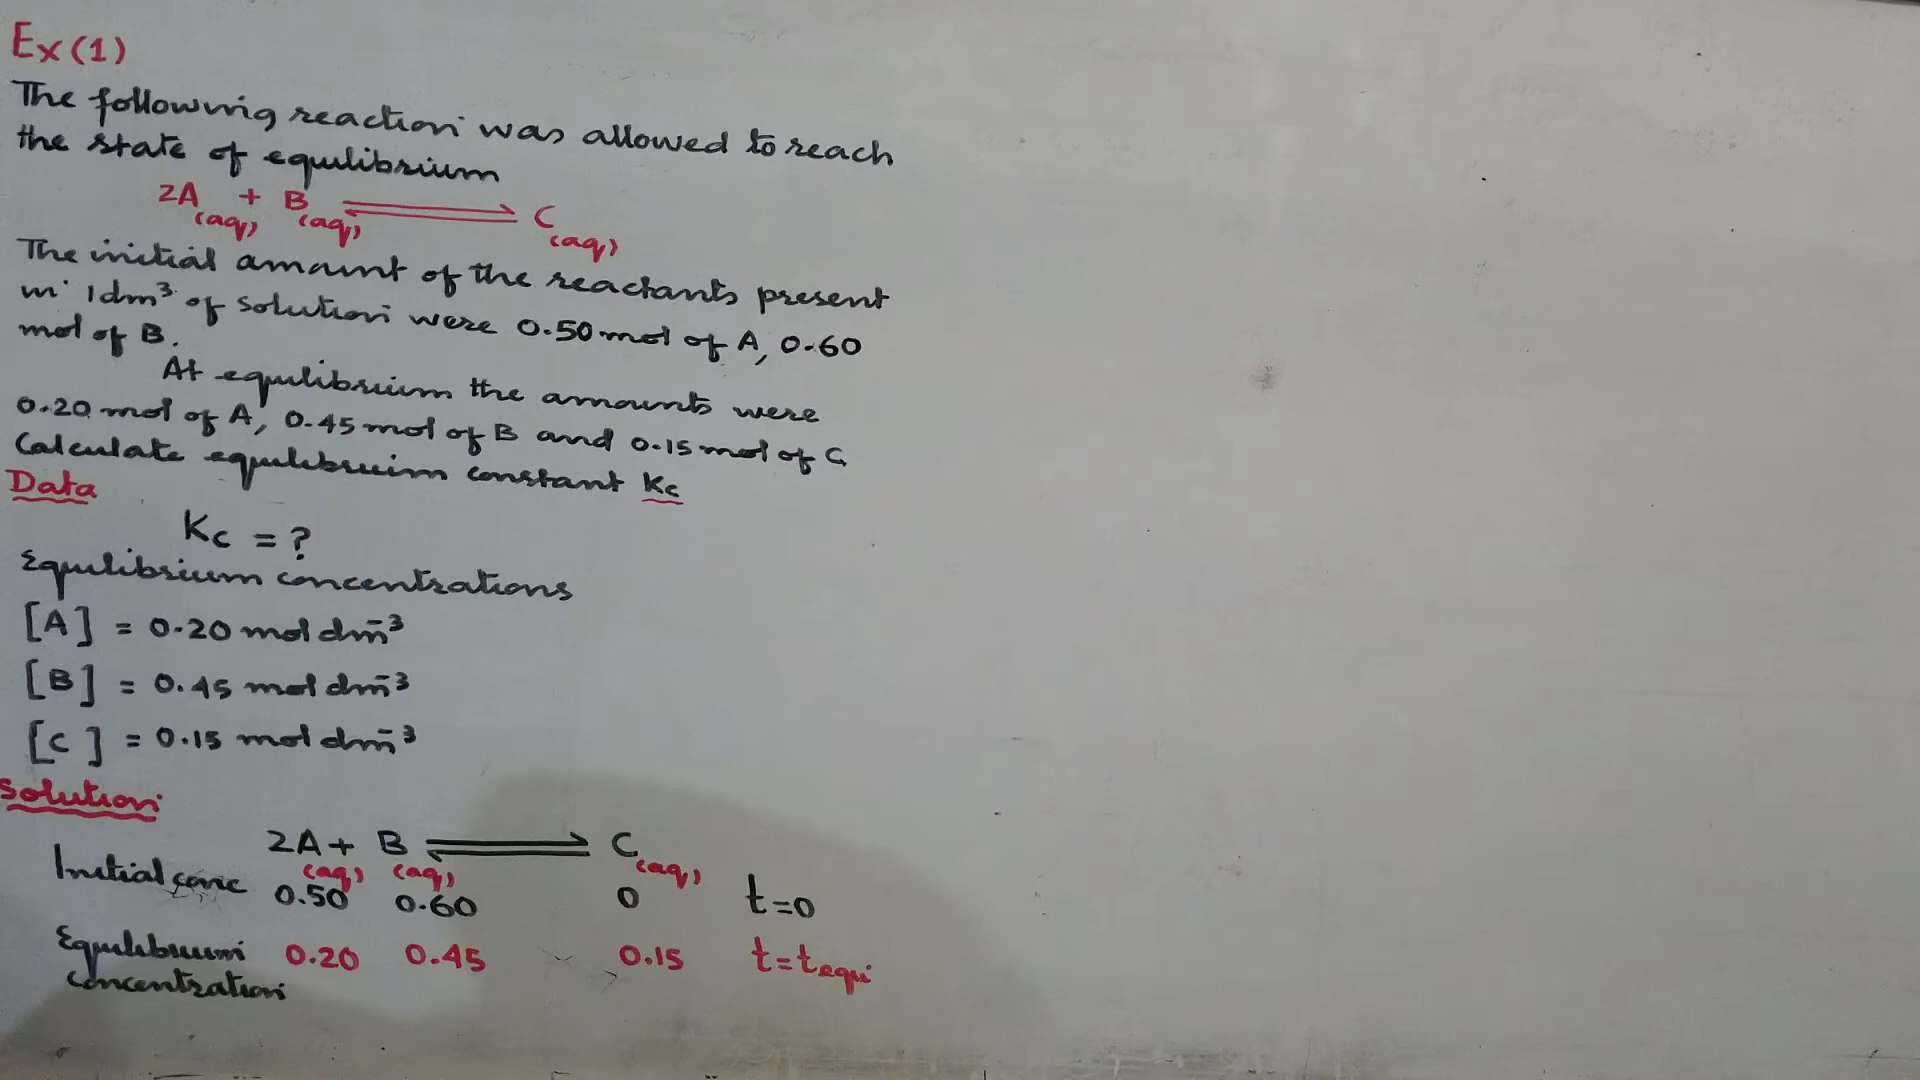 Ex (1)
The following reaction was allowed to reach
the state of equilibrium
2A(aq) + B(aq) ⇌ C(aq)
The initial amount of the reactants present
in 1dm³ of solution were 0.50 mol of A, 0.60
mol of B.
At equilibrium the amounts were
0.20 mol of A, 0.45 mol of B and 0.15 mol of C
Calculate equilibrium constant Kc
Data
Kc = ?
Equilibrium concentrations
[A] = 0.20 mol dm⁻³
[B] = 0.45 mol dm⁻³
[C] = 0.15 mol dm⁻³
Solution
2A(aq) + B(aq) ⇌ C(aq)
Initial conc 0.50 0.60 0 t=0
Equilibrium 0.20 0.45 0.15 t=tequi
concentration